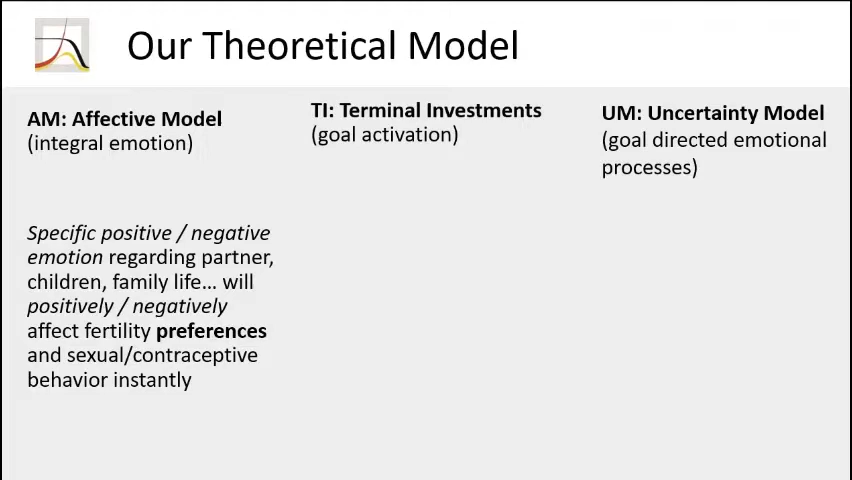 Our Theoretical Model
AM: Affective Model
(integral emotion)
TI: Terminal Investments
(goal activation)
UM: Uncertainty Model
(goal directed emotional
processes)
Specific positive / negative
emotion regarding partner,
children, family life… will
positively / negatively
affect fertility preferences
and sexual/contraceptive
behavior instantly